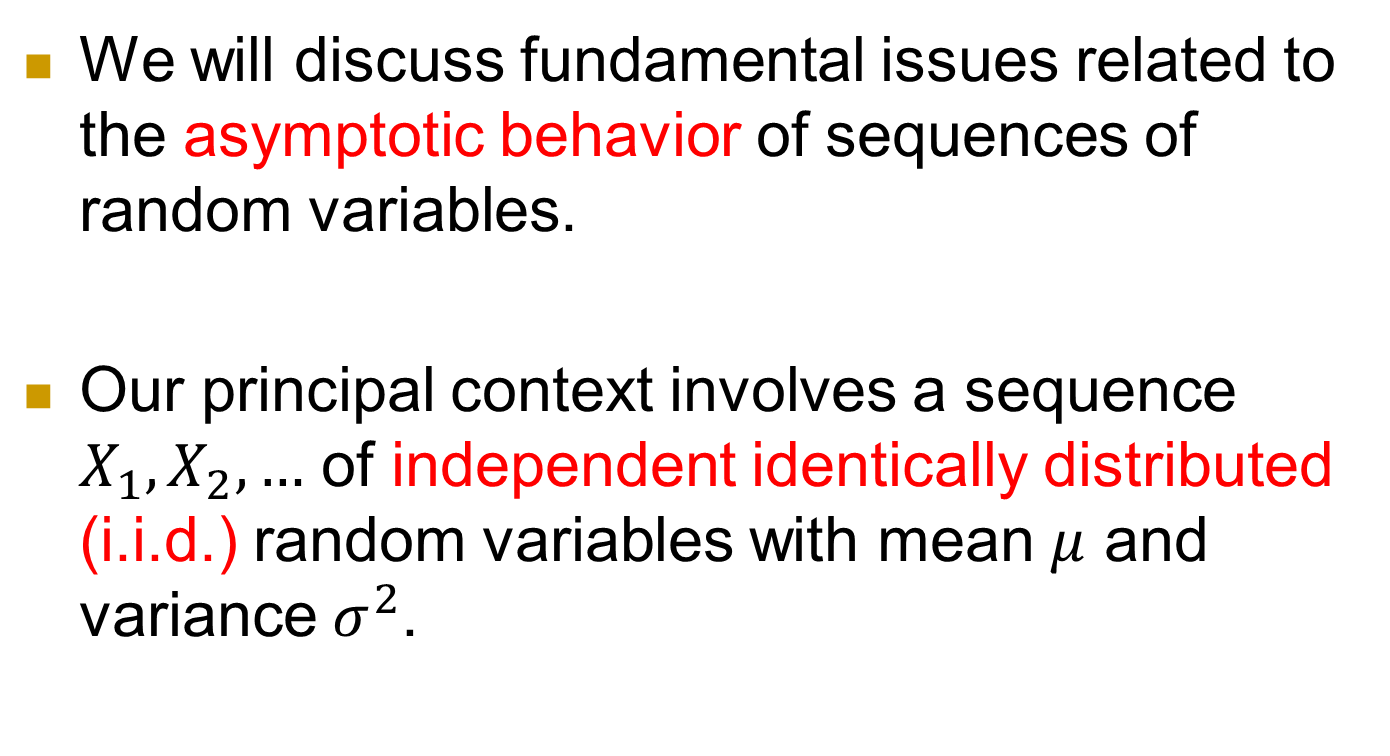 We will discuss fundamental issues related to
the asymptotic behavior of sequences of
random variables.
Our principal context involves a sequence
𝑋₁, 𝑋₂, … of independent identically distributed
(i.i.d.) random variables with mean 𝜇 and
variance 𝜎².